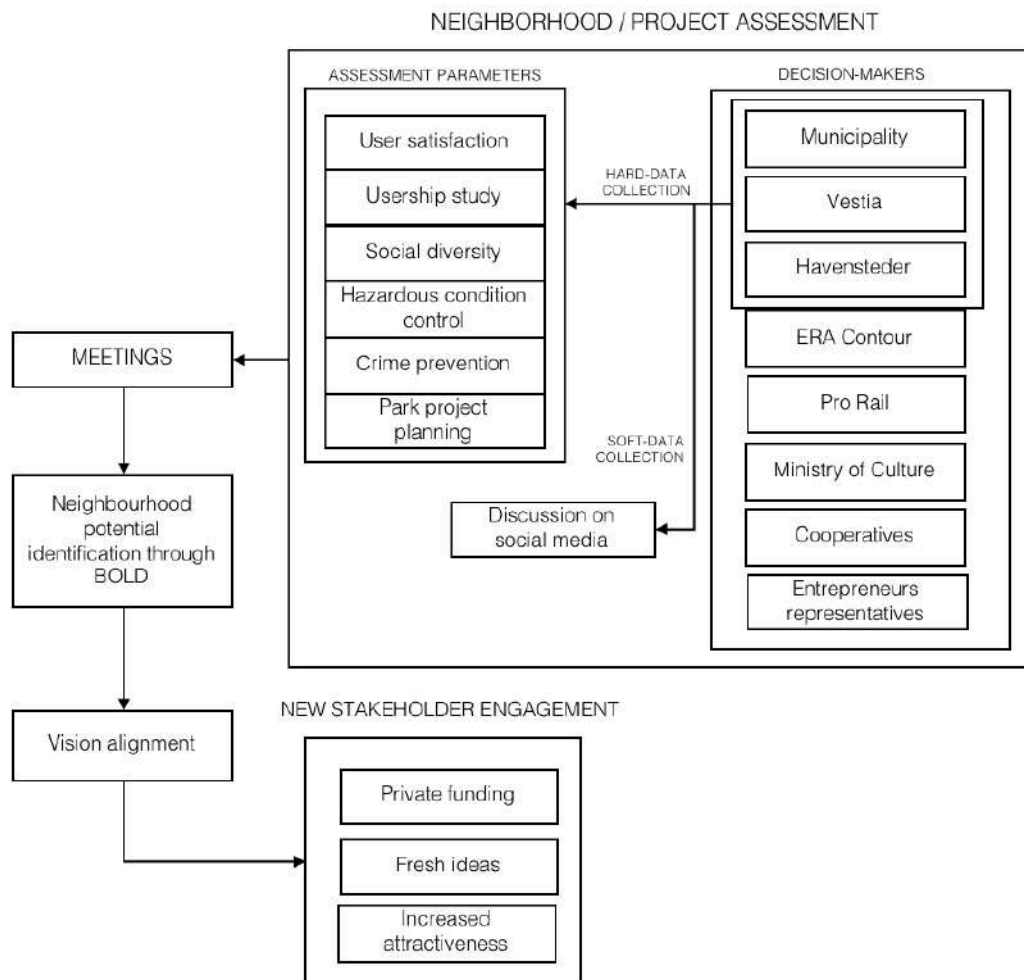 NEIGHBORHOOD / PROJECT ASSESSMENT
ASSESSMENT PARAMETERS
User satisfaction
Usership study
Social diversity
Hazardous condition
control
Crime prevention
Park project
planning
HARD-DATA
COLLECTION
SOFT-DATA
COLLECTION
Discussion on
social media
DECISION-MAKERS
Municipality
Vestia
Havensteder
ERA Contour
Pro Rail
Ministry of Culture
Cooperatives
Entrepreneurs
representatives
MEETINGS
Neighbourhood
potential
identification through
BOLD
Vision alignment
NEW STAKEHOLDER ENGAGEMENT
Private funding
Fresh ideas
Increased
attractiveness